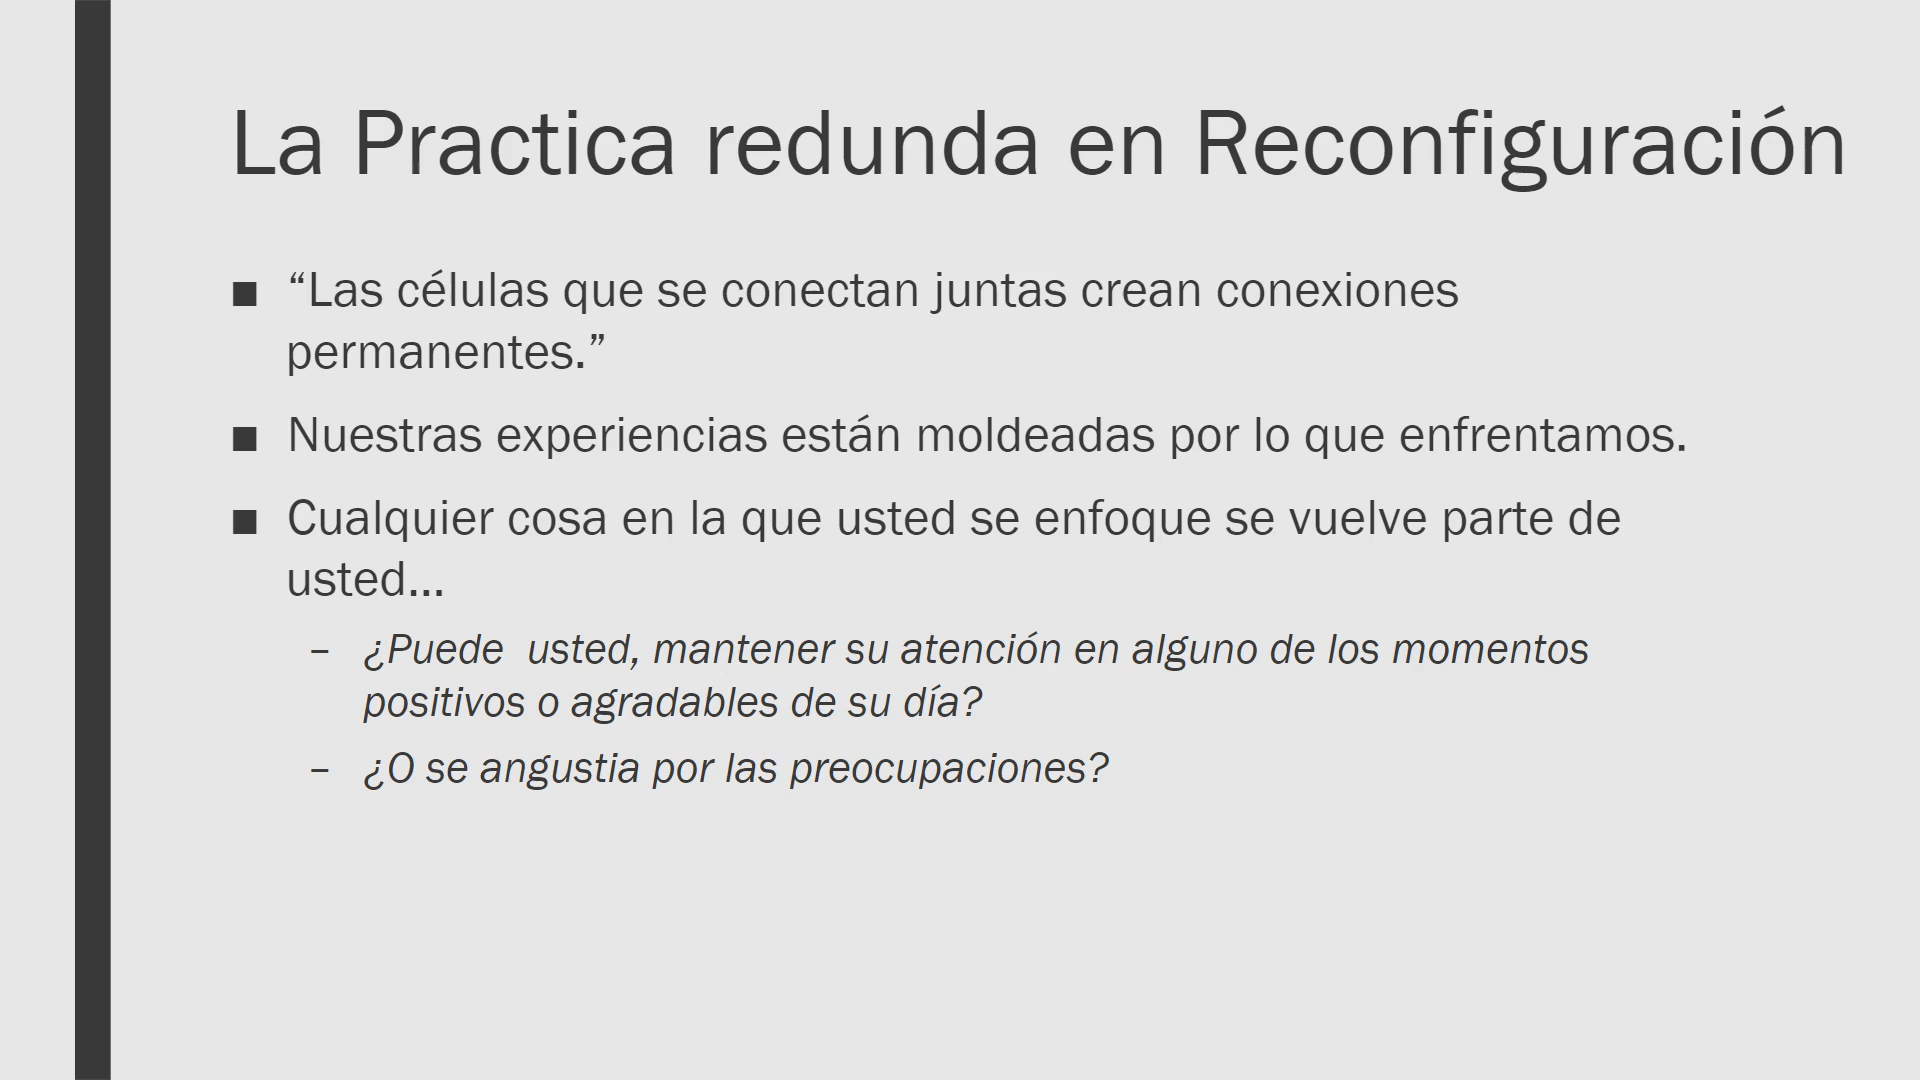 La Practica redunda en Reconfiguración
■ “Las células que se conectan juntas crean conexiones
permanentes.”
■ Nuestras experiencias están moldeadas por lo que enfrentamos.
■ Cualquier cosa en la que usted se enfoque se vuelve parte de
usted...
– ¿Puede  usted, mantener su atención en alguno de los momentos
positivos o agradables de su día?
– ¿O se angustia por las preocupaciones?